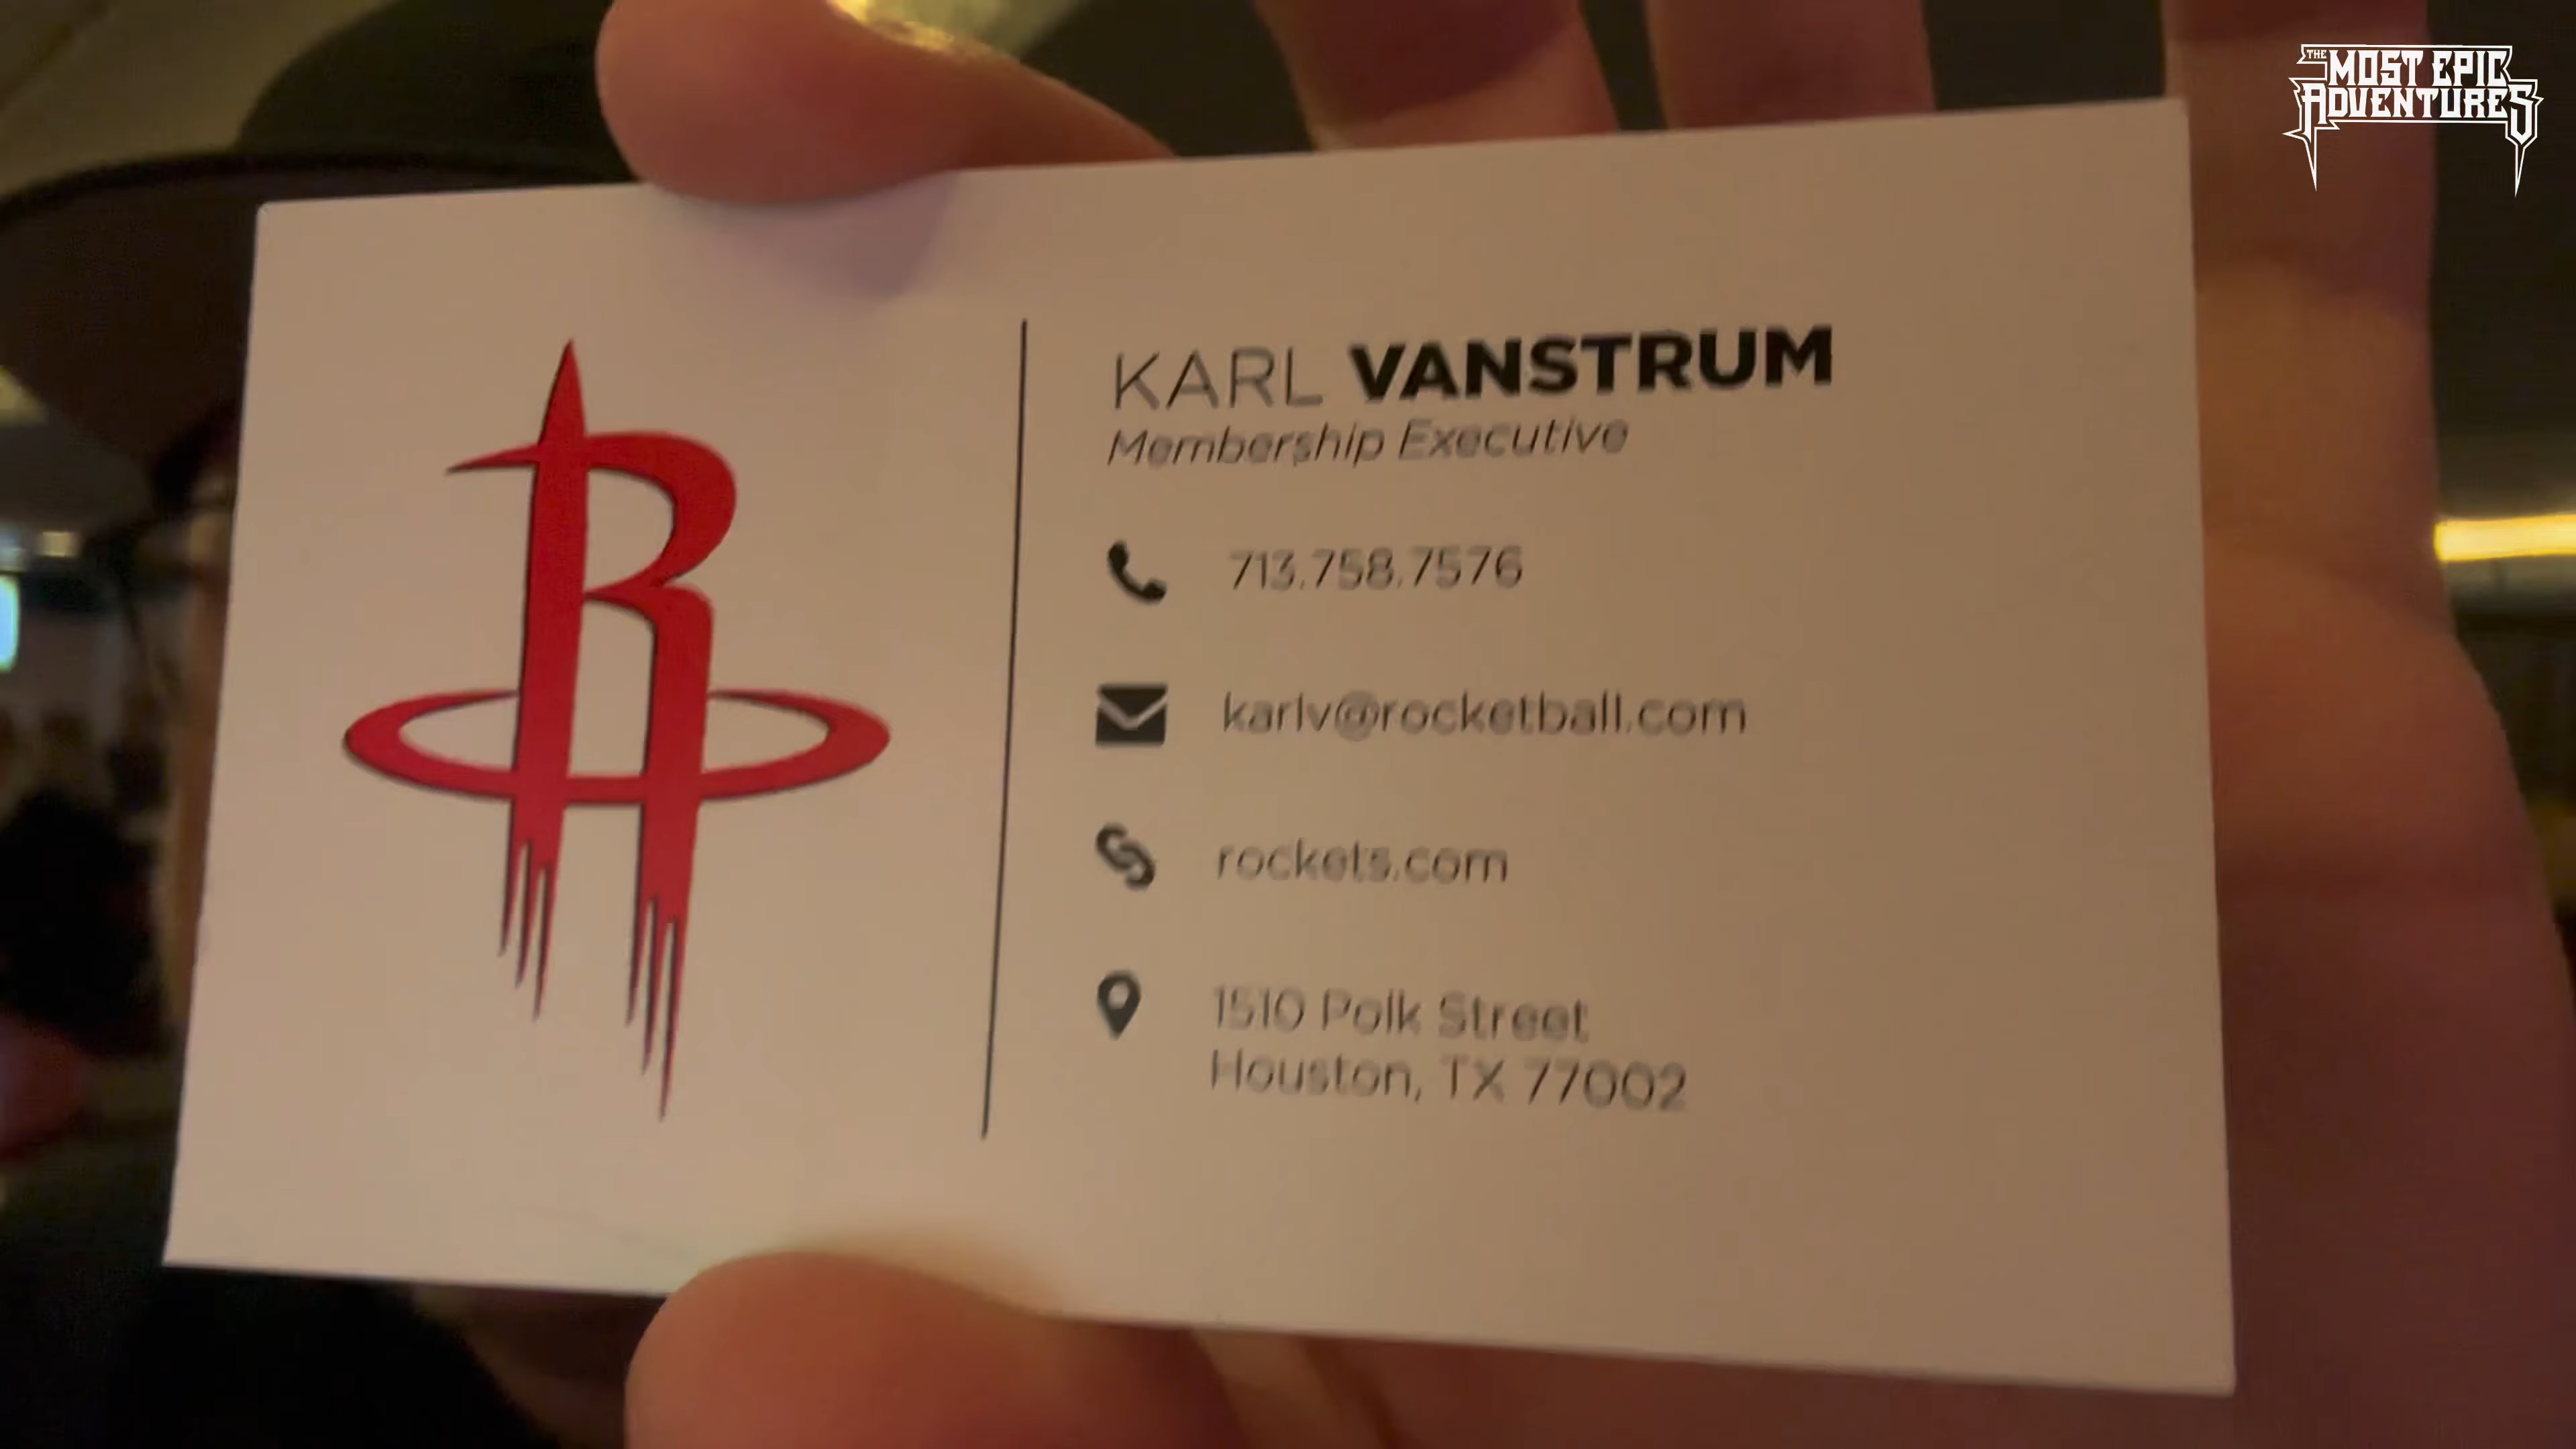 THE
MOST EPIC
ADVENTURES
KARL VANSTRUM
Membership Executive
713.758.7576
karlv@rocketball.com
rockets.com
1510 Polk Street
Houston, TX 77002